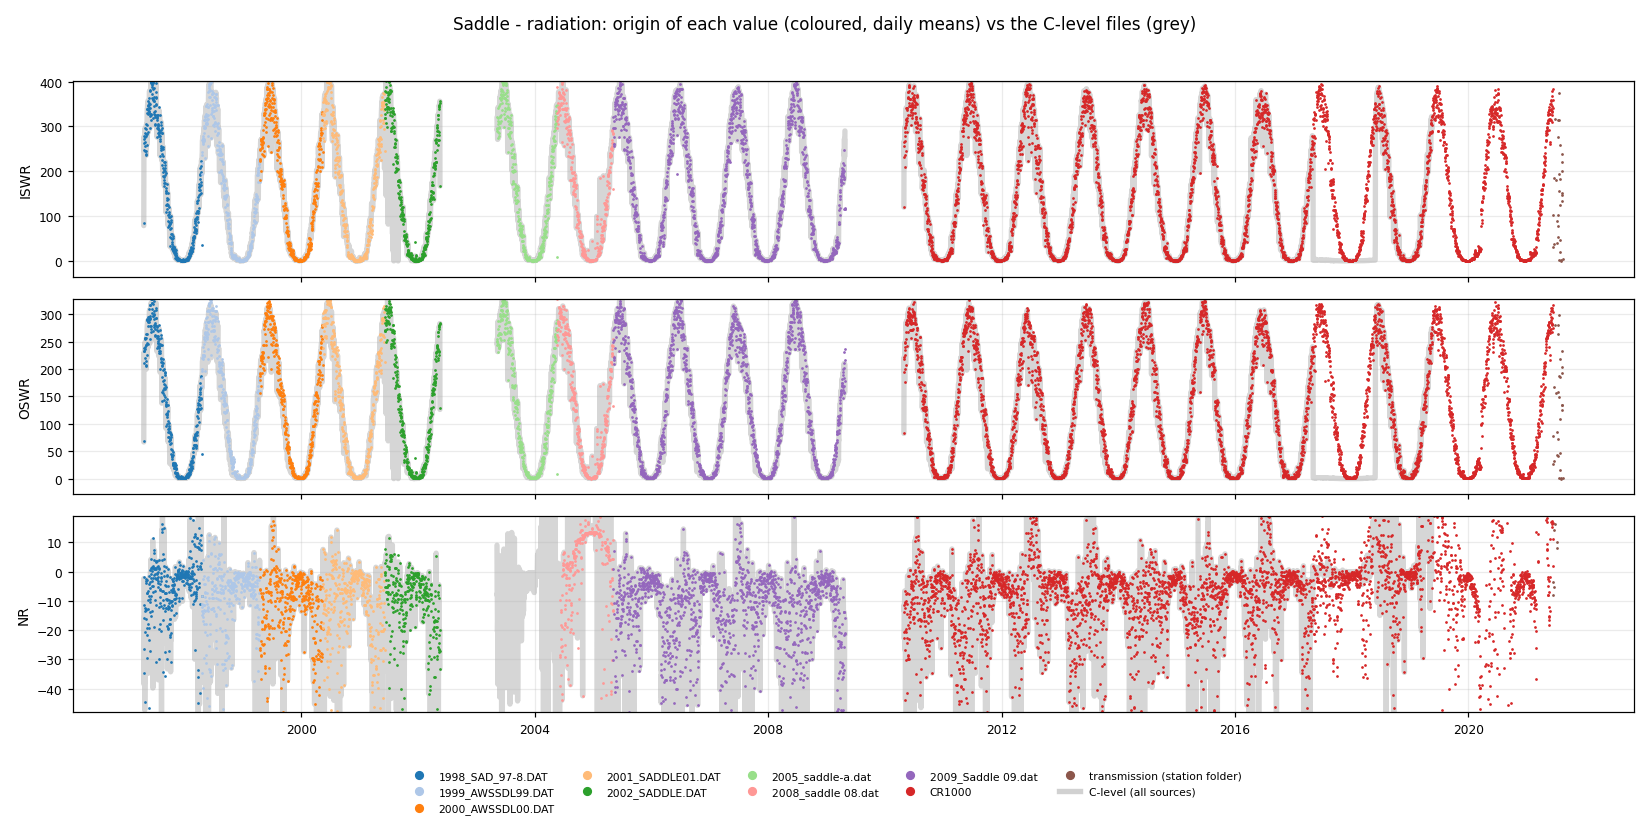 Saddle - radiation: origin of each value (coloured, daily means) vs the C-level files (grey)
400
300
200
100
0
ISWR
300
250
200
150
100
50
0
OSWR
10
0
−10
−20
−30
−40
NR
2000
2004
2008
2012
2016
2020
1998_SAD_97-8.DAT
1999_AWSSDL99.DAT
2000_AWSSDL00.DAT
2001_SADDLE01.DAT
2002_SADDLE.DAT
2005_saddle-a.dat
2008_saddle 08.dat
2009_Saddle 09.dat
CR1000
transmission (station folder)
C-level (all sources)